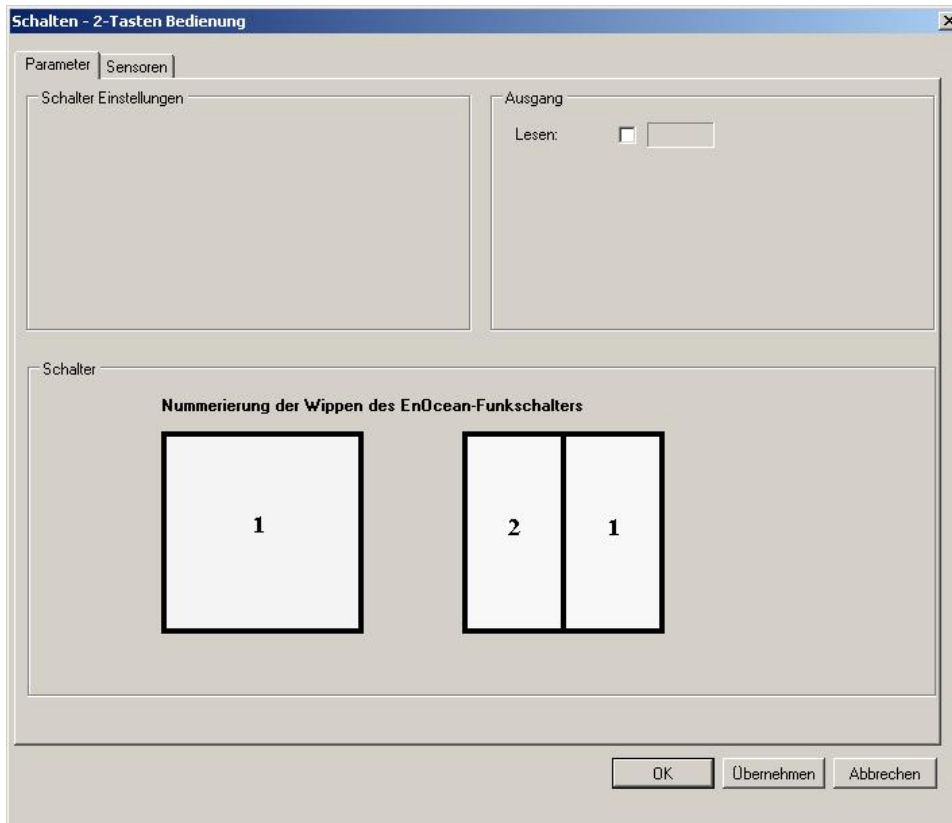 Schalten - 2-Tasten Bedienung
Parameter Sensoren
Schalter Einstellungen
Ausgang
Lesen:
Schalter
Nummerierung der Wippen des EnOcean-Funkschalters
1
2 1
OK Übernehmen Abbrechen